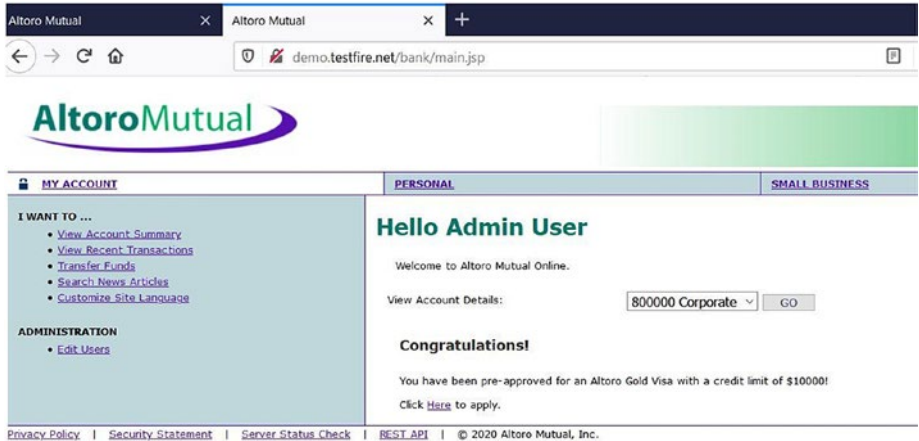 Altoro Mutual
Altoro Mutual
demo.testfire.net/bank/main.jsp
AltoroMutual
MY ACCOUNT
PERSONAL
SMALL BUSINESS
I WANT TO ...
View Account Summary
View Recent Transactions
Transfer Funds
Search News Articles
Customize Site Language
ADMINISTRATION
Edit Users
Hello Admin User
Welcome to Altoro Mutual Online.
View Account Details:
800000 Corporate
GO
Congratulations!
You have been pre-approved for an Altoro Gold Visa with a credit limit of $10000!
Click Here to apply.
Privacy Policy | Security Statement | Server Status Check | REST API | © 2020 Altoro Mutual, Inc.